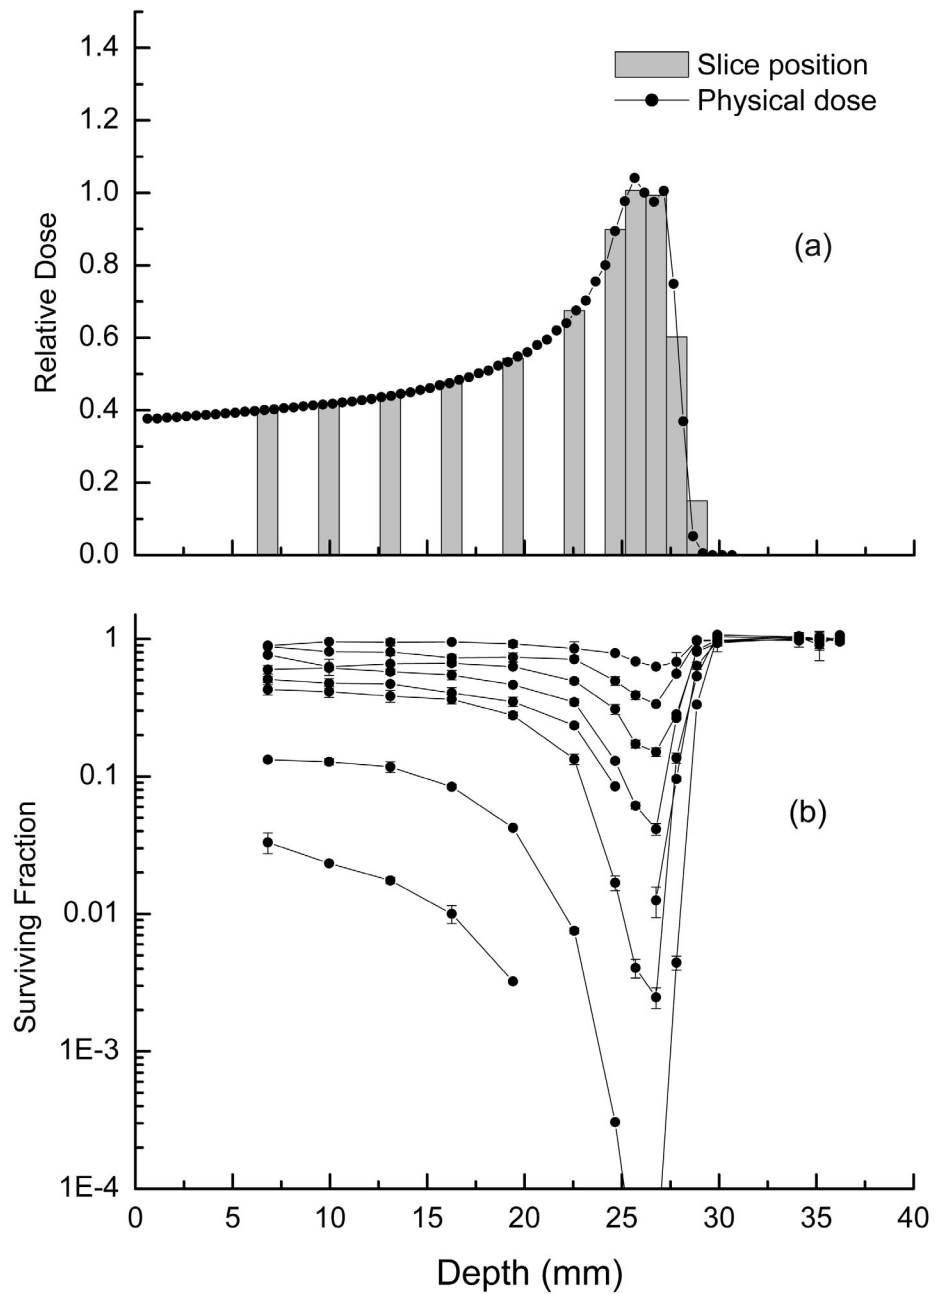 1.4
1.2
1.0
0.8
0.6
0.4
0.2
0.0
Relative Dose
Slice position
Physical dose
(a)
1
0.1
0.01
1E-3
1E-4
Surviving Fraction
(b)
0 5 10 15 20 25 30 35 40
Depth (mm)